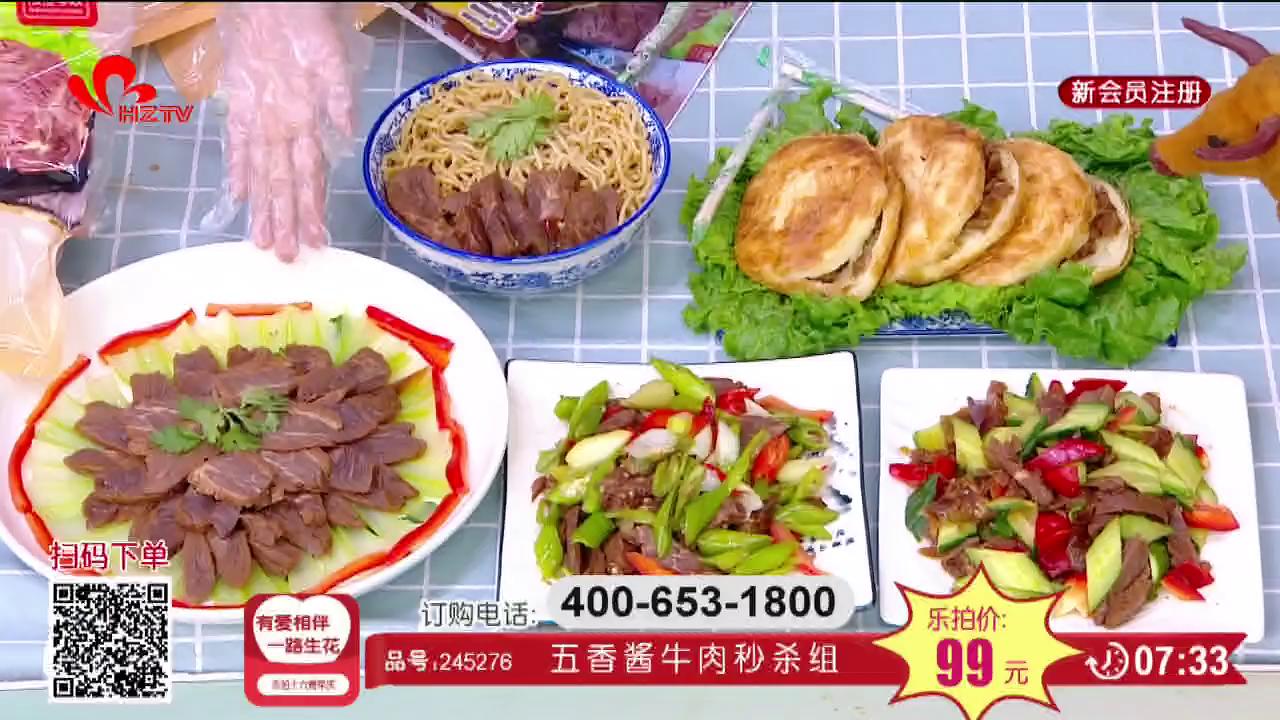 HZTV
新会员注册
扫码下单
有爱相伴
一路生花
订购电话:
400-653-1800
品号:245276
五香酱牛肉秒杀组
乐拍价:
99元
07:33